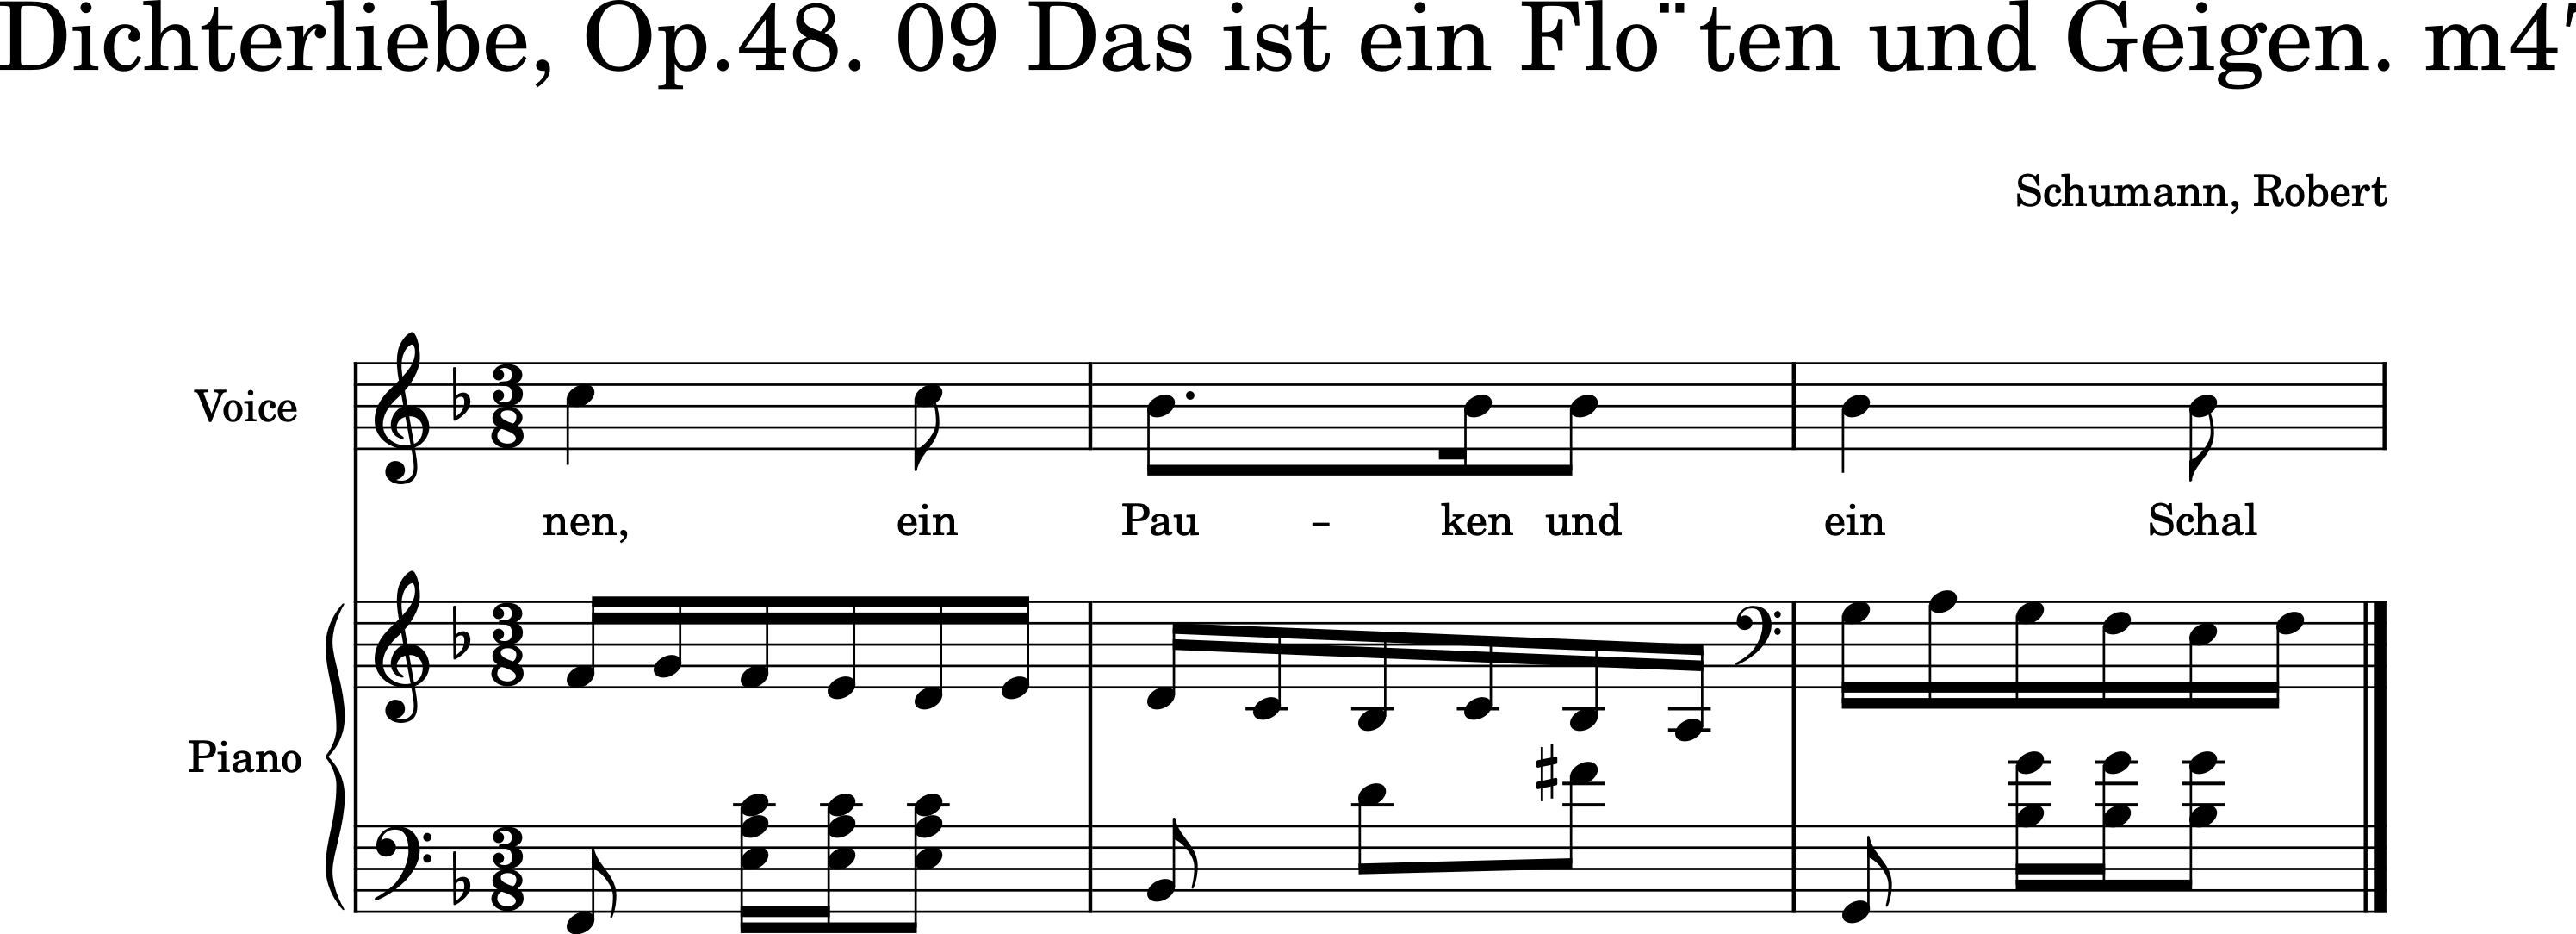 Dichterliebe, Op.48. 09 Das ist ein Flo¨ten und Geigen. m4
Schumann, Robert
Voice
nen, ein Pau - ken und ein Schal
Piano